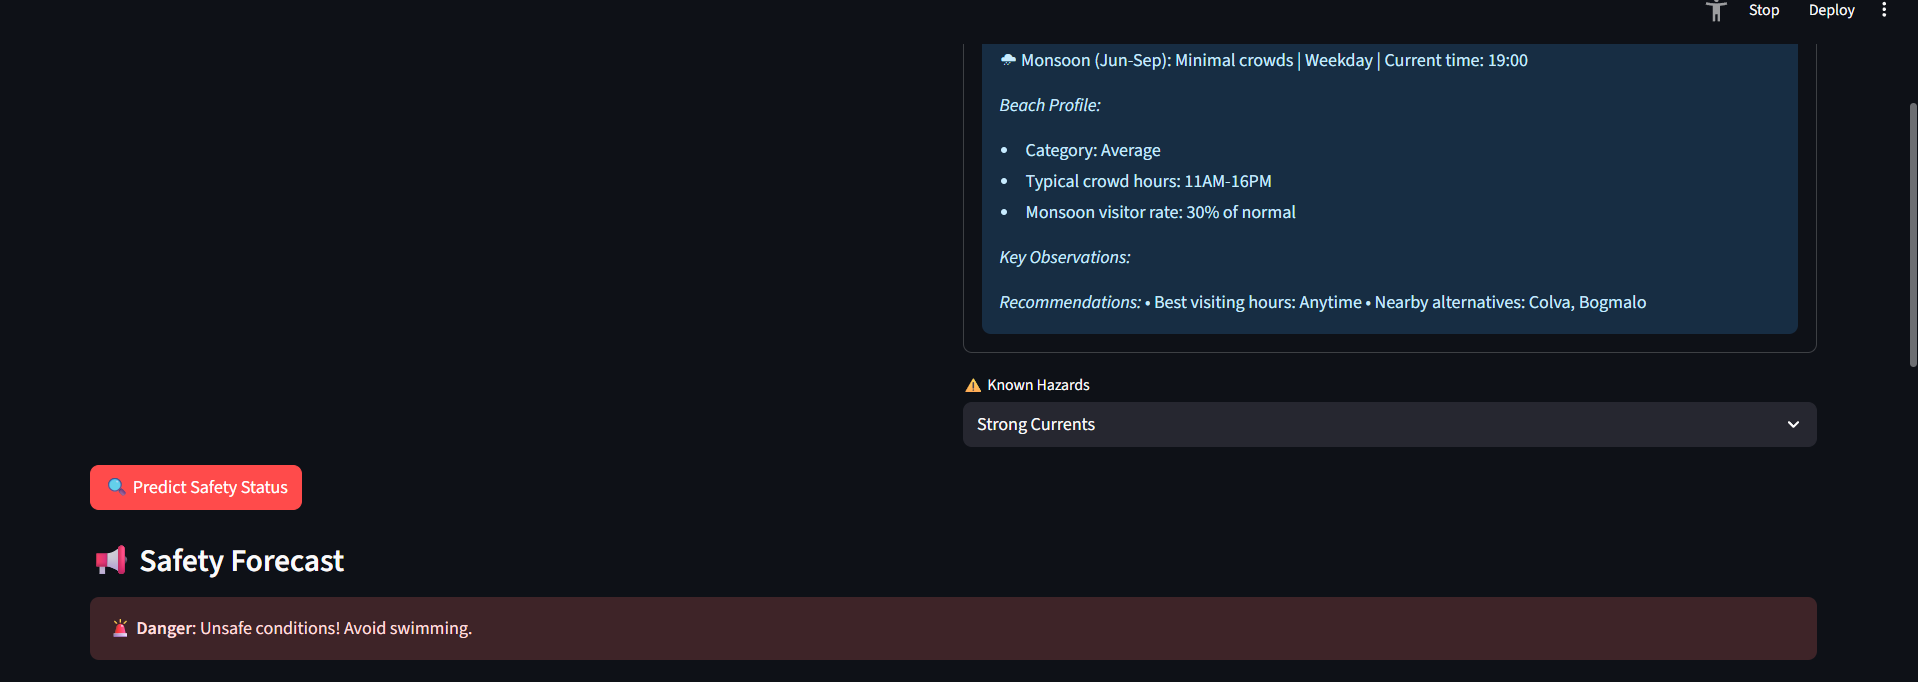 Stop Deploy
Monsoon (Jun-Sep): Minimal crowds | Weekday | Current time: 19:00
Beach Profile:
• Category: Average
• Typical crowd hours: 11AM-16PM
• Monsoon visitor rate: 30% of normal
Key Observations:
Recommendations: • Best visiting hours: Anytime • Nearby alternatives: Colva, Bogmalo
Known Hazards
Strong Currents
Predict Safety Status
Safety Forecast
Danger: Unsafe conditions! Avoid swimming.